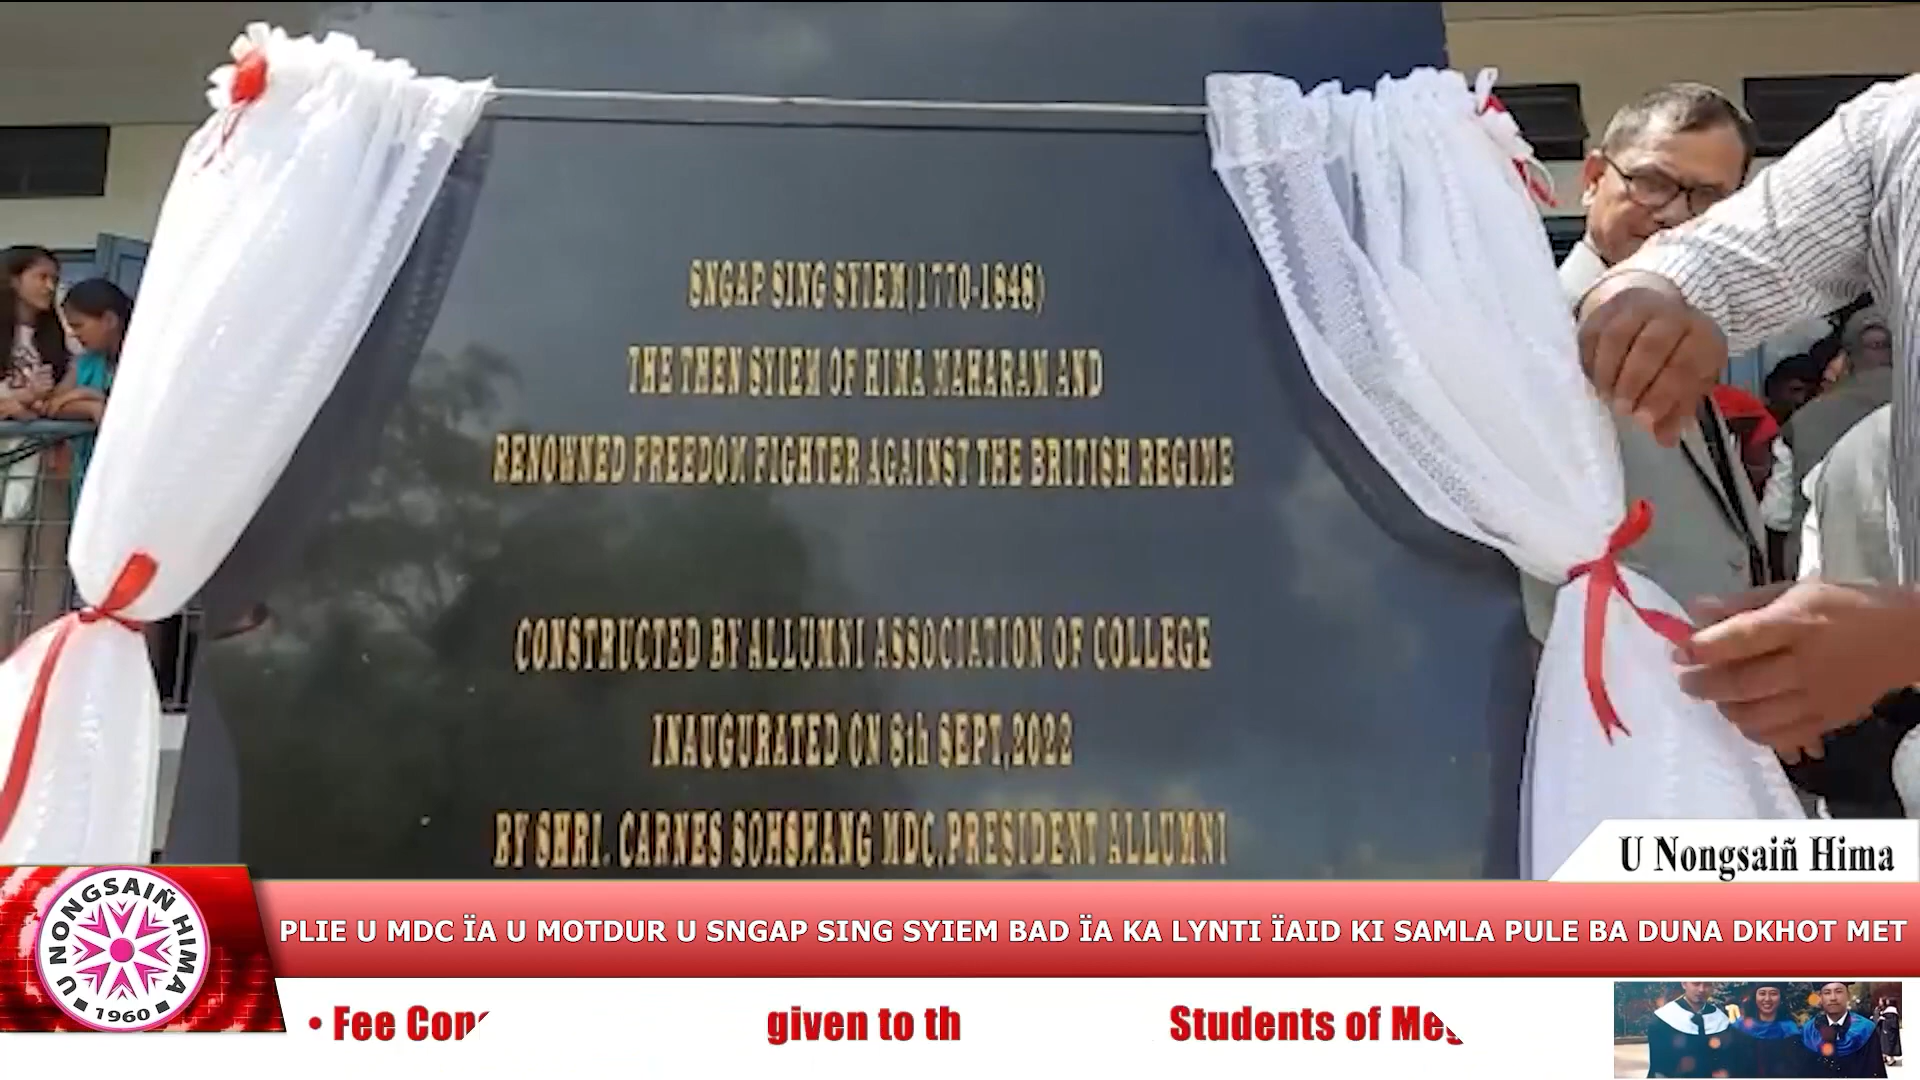 SNGAP SING SYIEM(1770-1848)
THE THEN SYIEM OF HIMA MAHARAM AND
RENOWNED FREEDOM FIGHTER AGAINST THE BRITISH REGIME
CONSTRUCTED BY ALLUMNI ASSOCIATION OF COLLEGE
INAUGURATED ON 8th SEPT,2022
BY SHRI. CARNES SOHSHANG MDC.PRESIDENT ALLUMNI
U Nongsaiñ Hima
U NONGSAIÑ HIMA
1960
PLIE U MDC ÏA U MOTDUR U SNGAP SING SYIEM BAD ÏA KA LYNTI ÏAID KI SAMLA PULE BA DUNA DKHOT MET
• Fee given to th Students of